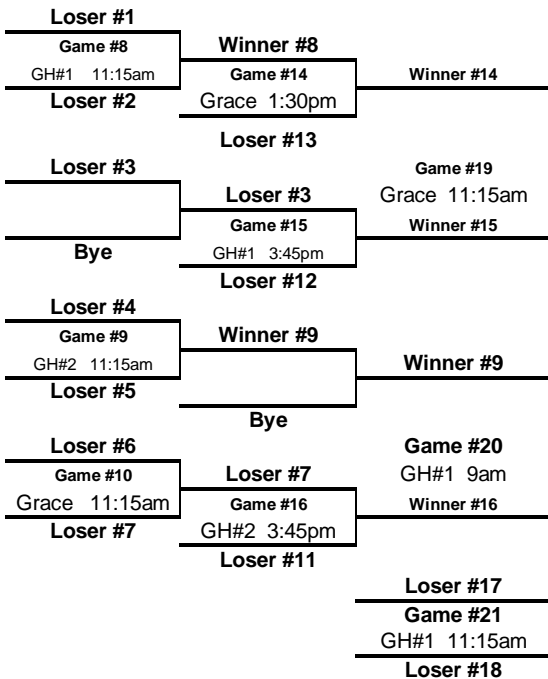 Loser #1
Game #8
GH#1 11:15am
Loser #2
Winner #8
Game #14
Grace 1:30pm
Loser #13
Winner #14
Loser #3
Bye
Loser #3
Game #15
GH#1 3:45pm
Loser #12
Game #19
Grace 11:15am
Winner #15
Loser #4
Game #9
GH#2 11:15am
Loser #5
Winner #9
Bye
Winner #9
Loser #6
Game #10
Grace 11:15am
Loser #7
Loser #7
Game #16
GH#2 3:45pm
Loser #11
Game #20
GH#1 9am
Winner #16
Loser #17
Game #21
GH#1 11:15am
Loser #18